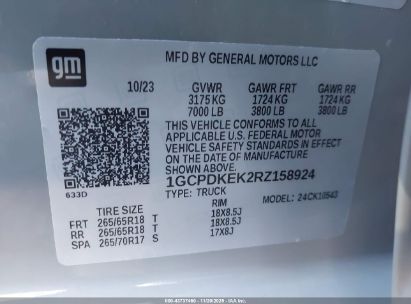 gm
MFD BY GENERAL MOTORS LLC
10/23 GVWR GAWR FRT GAWR RR
3175 KG 1724 KG 1724 KG
7000 LB 3800 LB 3800 LB
THIS VEHICLE CONFORMS TO ALL
APPLICABLE U.S. FEDERAL MOTOR
VEHICLE SAFETY STANDARDS IN EFFECT
ON THE DATE OF MANUFACTURE
SHOWN ABOVE.
1GCPDKEK2RZ158924
633D
TYPE: TRUCK MODEL: 24CK10543
TIRE SIZE RIM
FRT 265/65R18 T 18X8.5J
RR 265/65R18 T 18X8.5J
SPA 265/70R17 S 17X8J